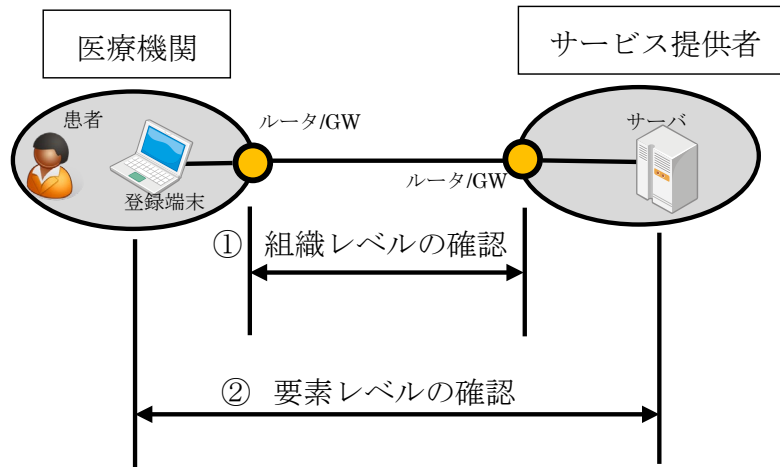 医療機関
サービス提供者
患者
ルータ/GW
サーバ
ルータ/GW
登録端末
① 組織レベルの確認
② 要素レベルの確認